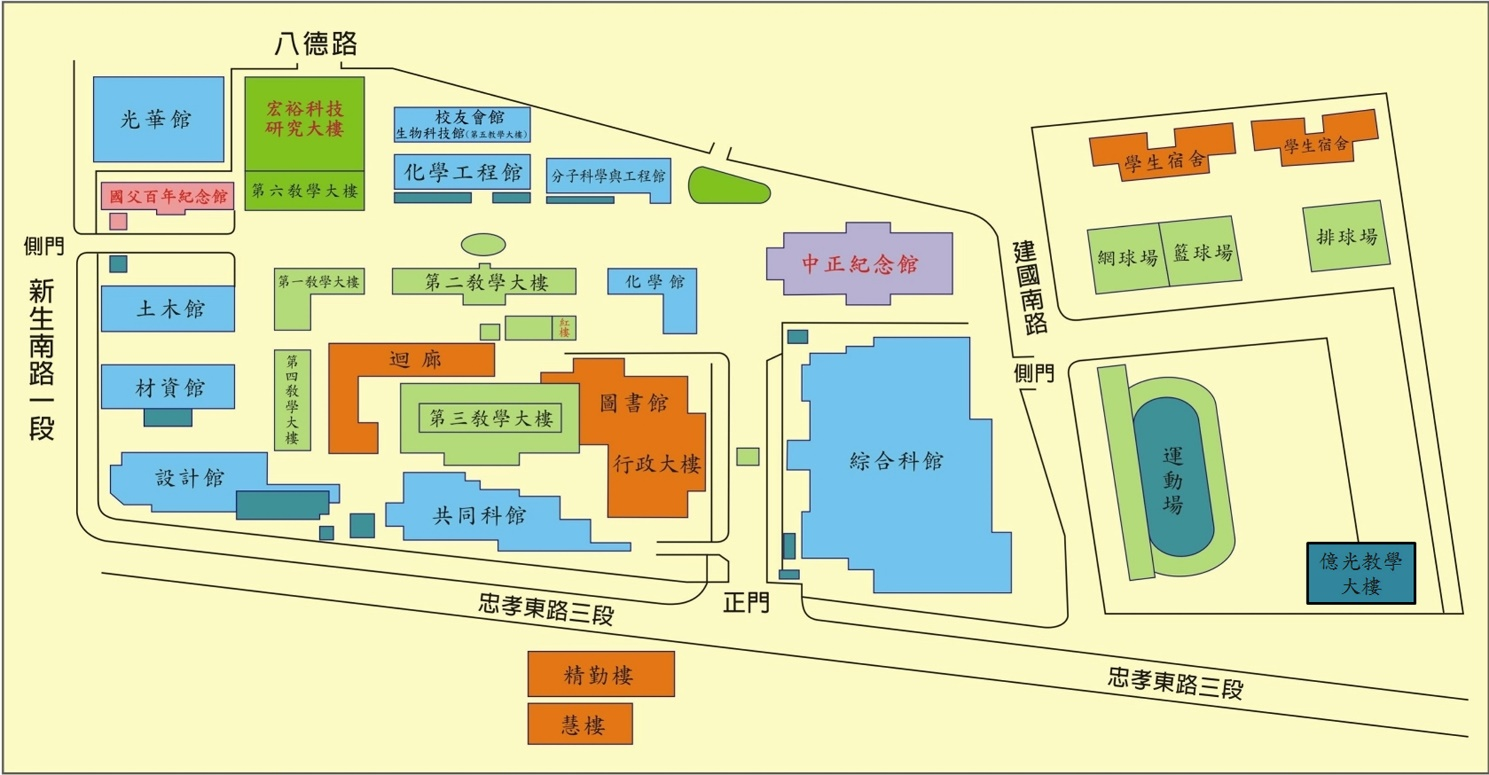 八德路
光華館
宏裕科技
研究大樓
第六教學大樓
校友會館
生物科技館(第五教學大樓)
化學工程館
分子科學與工程館
國父百年紀念館
側門
新生南路一段
土木館
材資館
設計館
第一教學大樓
第二教學大樓
化學館
紅樓
中正紀念館
迴廊
第四教學大樓
第三教學大樓
圖書館
行政大樓
共同科館
綜合科館
建國南路
側門
學生宿舍
學生宿舍
網球場
籃球場
排球場
運動場
億光教學
大樓
正門
忠孝東路三段
忠孝東路三段
精勤樓
慧樓